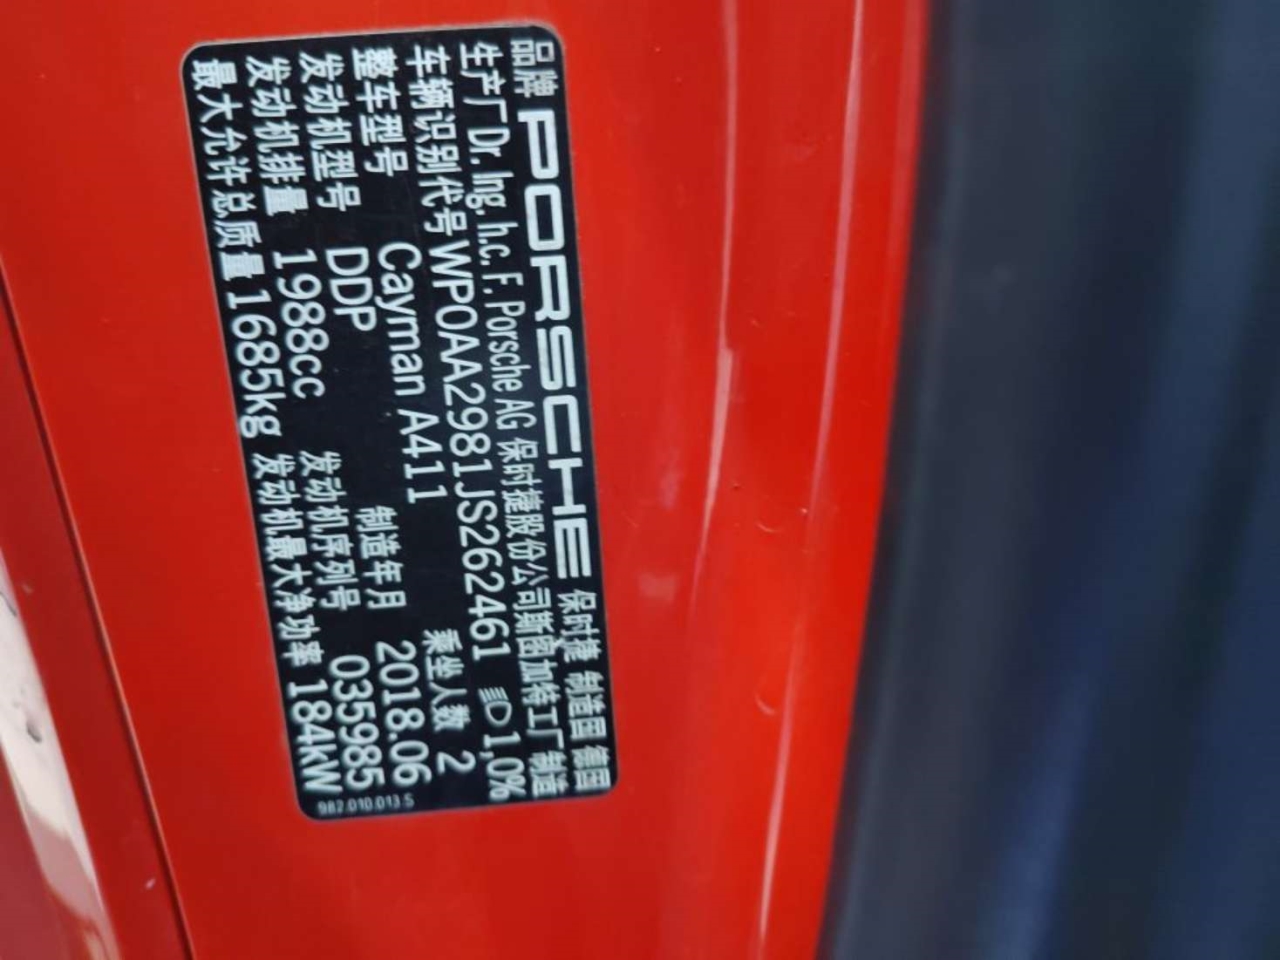 品牌 PORSCHE 保时捷 制造国 德国
生产厂 Dr. Ing. h.c. F. Porsche AG 保时捷股份公司斯图加特工厂 制造
车辆识别代号 WP0AA2981JS262461 1,0%
整车型号 Cayman A411 乘坐人数 2
发动机型号 DDP 制造年月 2018.06
发动机排量 1988cc 发动机序列号 035985
最大允许总质量 1685kg 发动机最大净功率 184kW
982.010.013.S